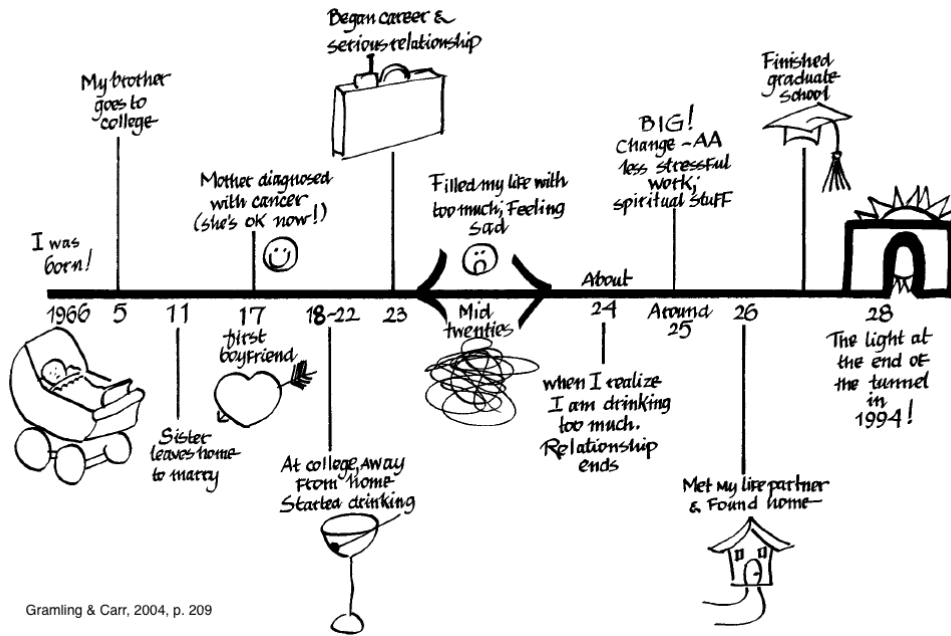 I was
born!
1966
My brother
goes to
college
5
11
Sister
leaves home
to marry
Mother diagnosed
with cancer
(she's ok now!)
17
first
boyfriend
18-22
At college, away
From home
Started drinking
Began career &
serious relationship
23
Filled my life with
too much; Feeling
sad
Mid
twenties
About
24
when I realize
I am drinking
too much.
Relationship
ends
BIG!
Change -AA
less stressful
work;
spiritual stuff
Around
25
26
Met My life partner
& Found home
Finished
graduate
school
28
The light at
the end of
the tunnel
in
1994!
Gramling & Carr, 2004, p. 209